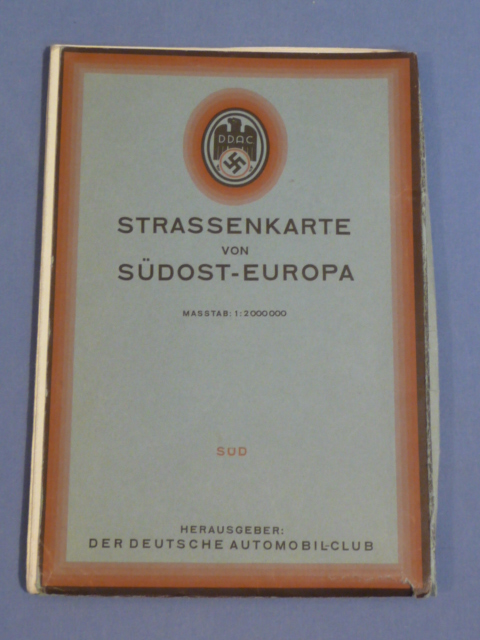 DDAC
STRASSENKARTE
VON
SÜDOST-EUROPA
MASSTAB: 1:2000000
SÜD
HERAUSGEBER:
DER DEUTSCHE AUTOMOBIL-CLUB